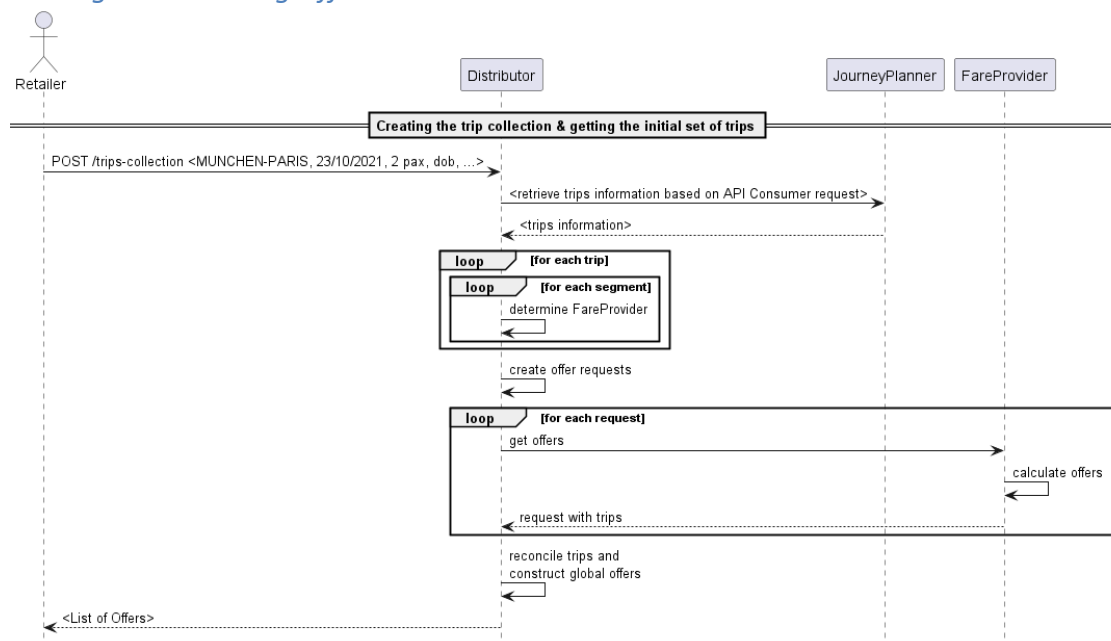 Retailer
Distributor
JourneyPlanner
FareProvider
Creating the trip collection & getting the initial set of trips
POST /trips-collection <MUNCHEN-PARIS, 23/10/2021, 2 pax, dob, ...>
<retrieve trips information based on API Consumer request>
<trips information>
loop [for each trip]
loop [for each segment]
determine FareProvider
create offer requests
loop [for each request]
get offers
calculate offers
request with trips
reconcile trips and
construct global offers
<List of Offers>